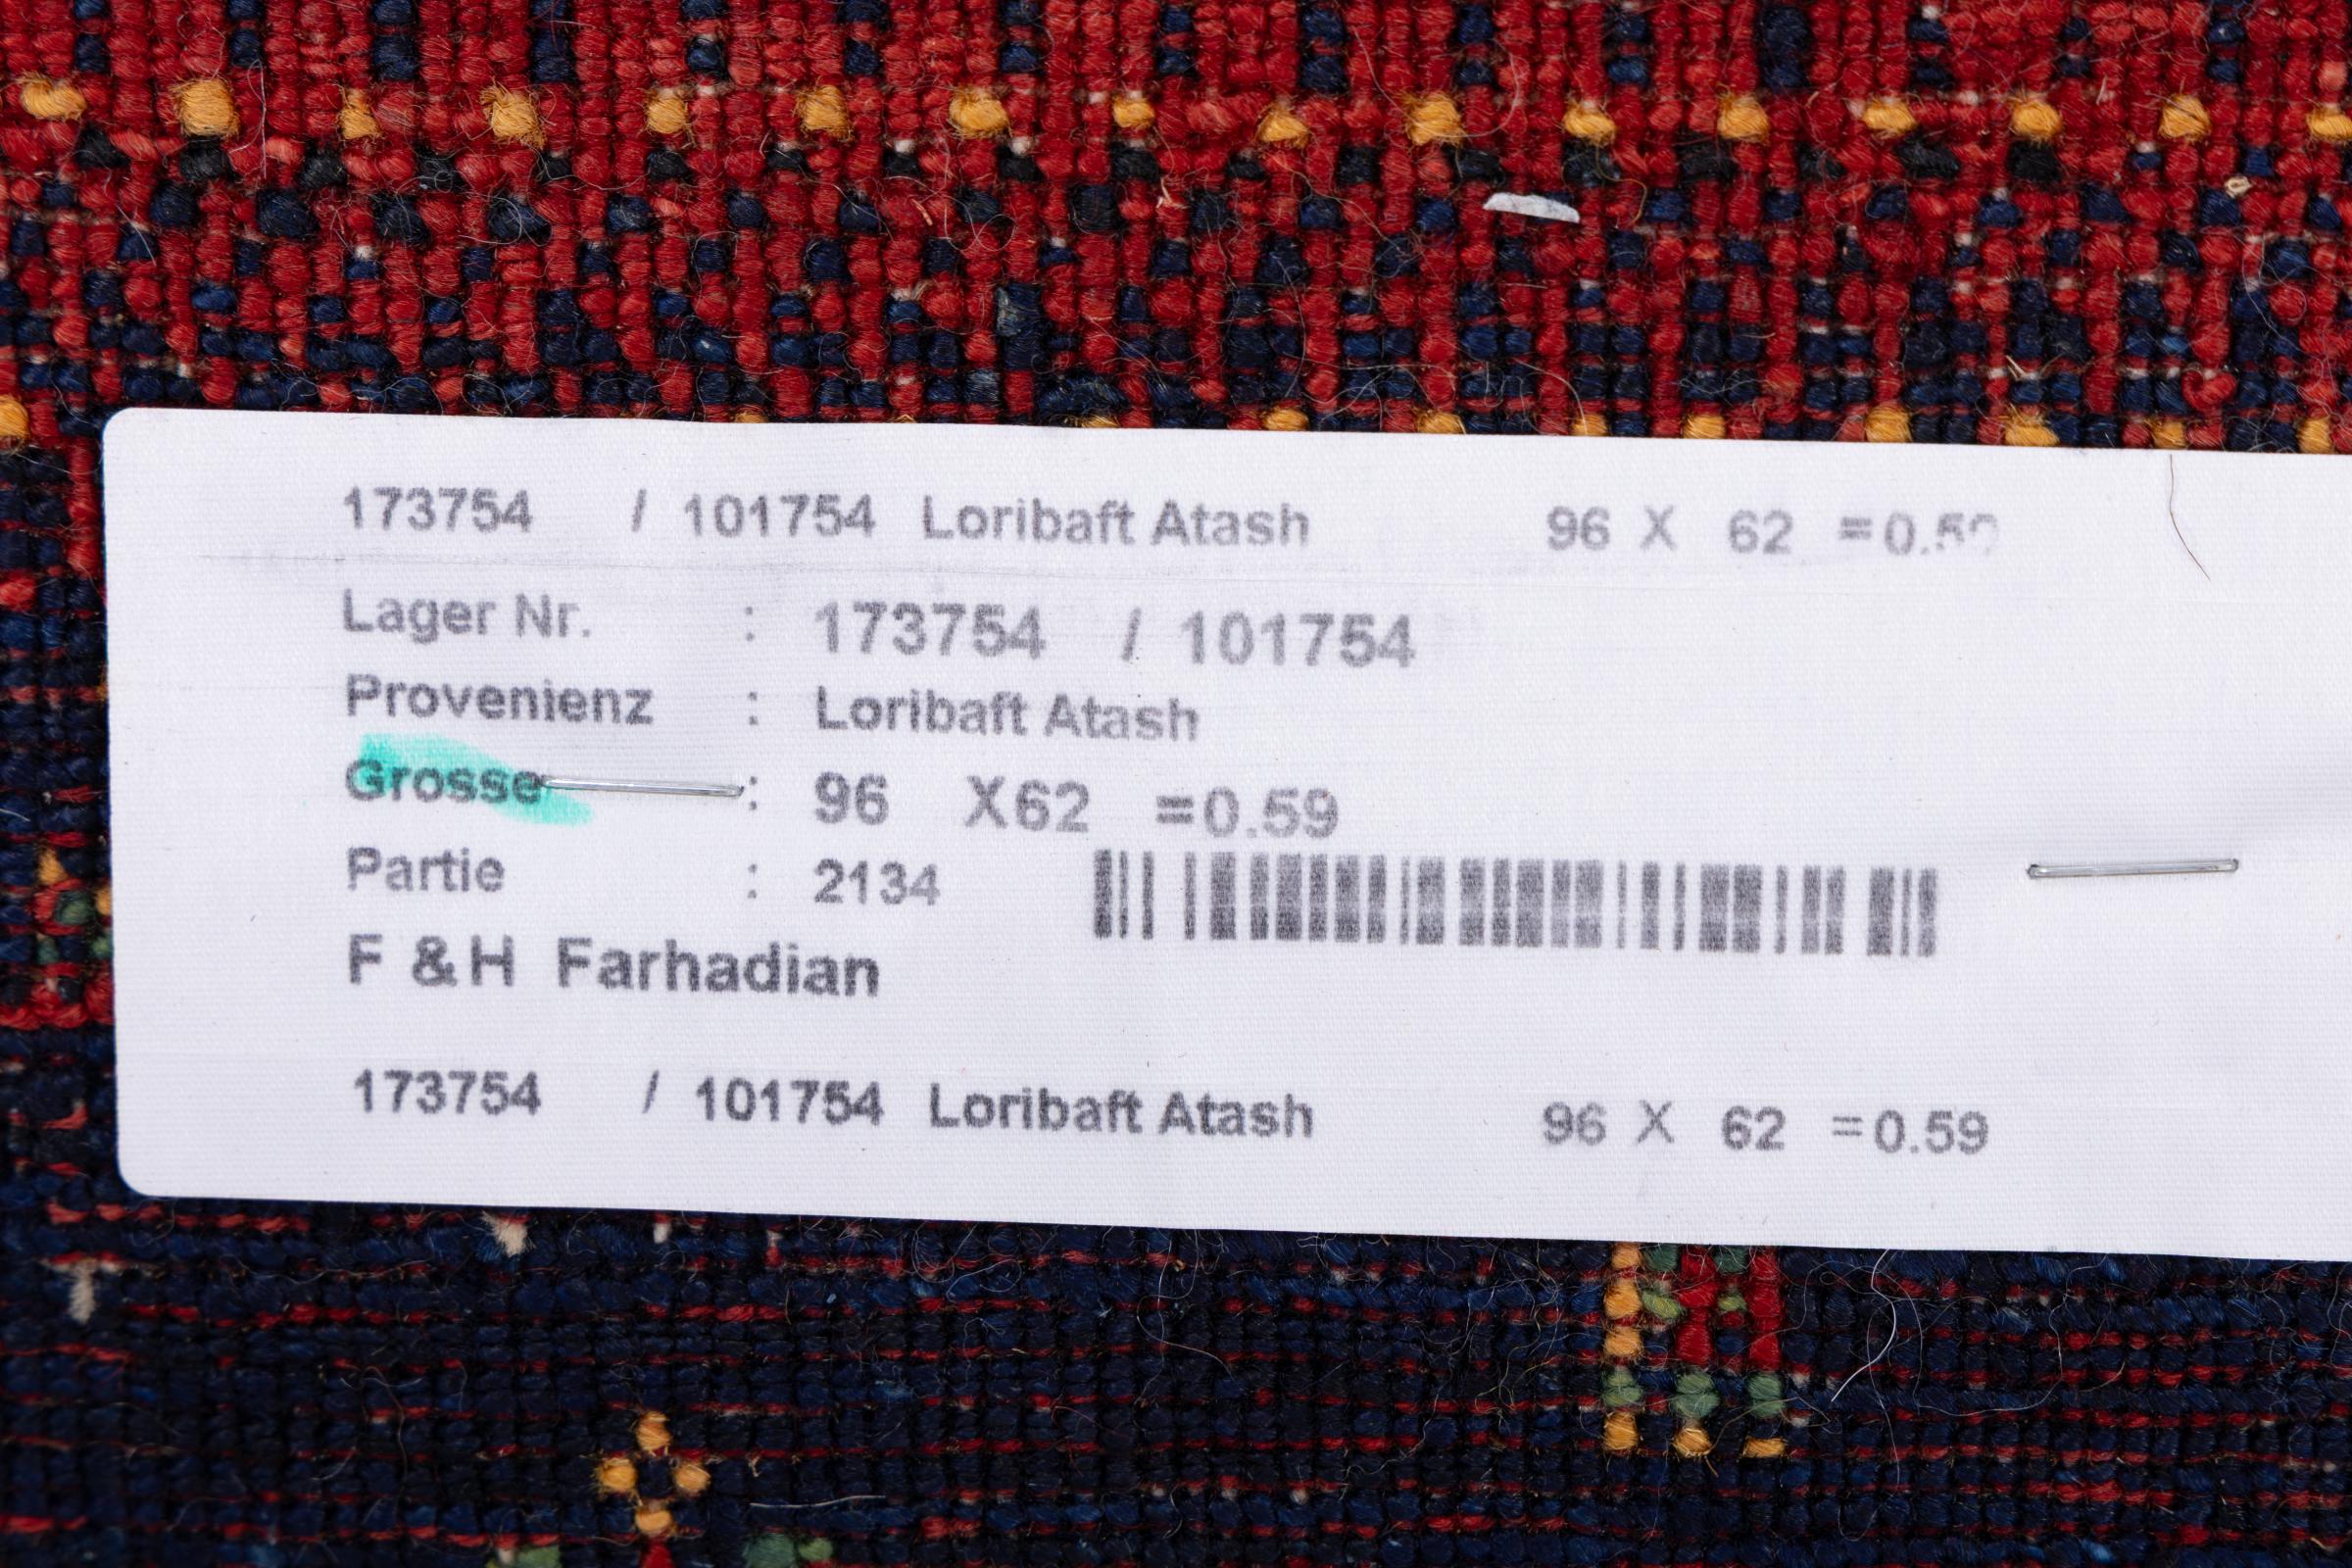 173754 / 101754 Loribaft Atash 96 X 62 =0.59
Lager Nr. : 173754 / 101754
Provenienz : Loribaft Atash
Grosse : 96 X62 =0.59
Partie : 2134
F & H Farhadian
173754 / 101754 Loribaft Atash 96 X 62 =0.59